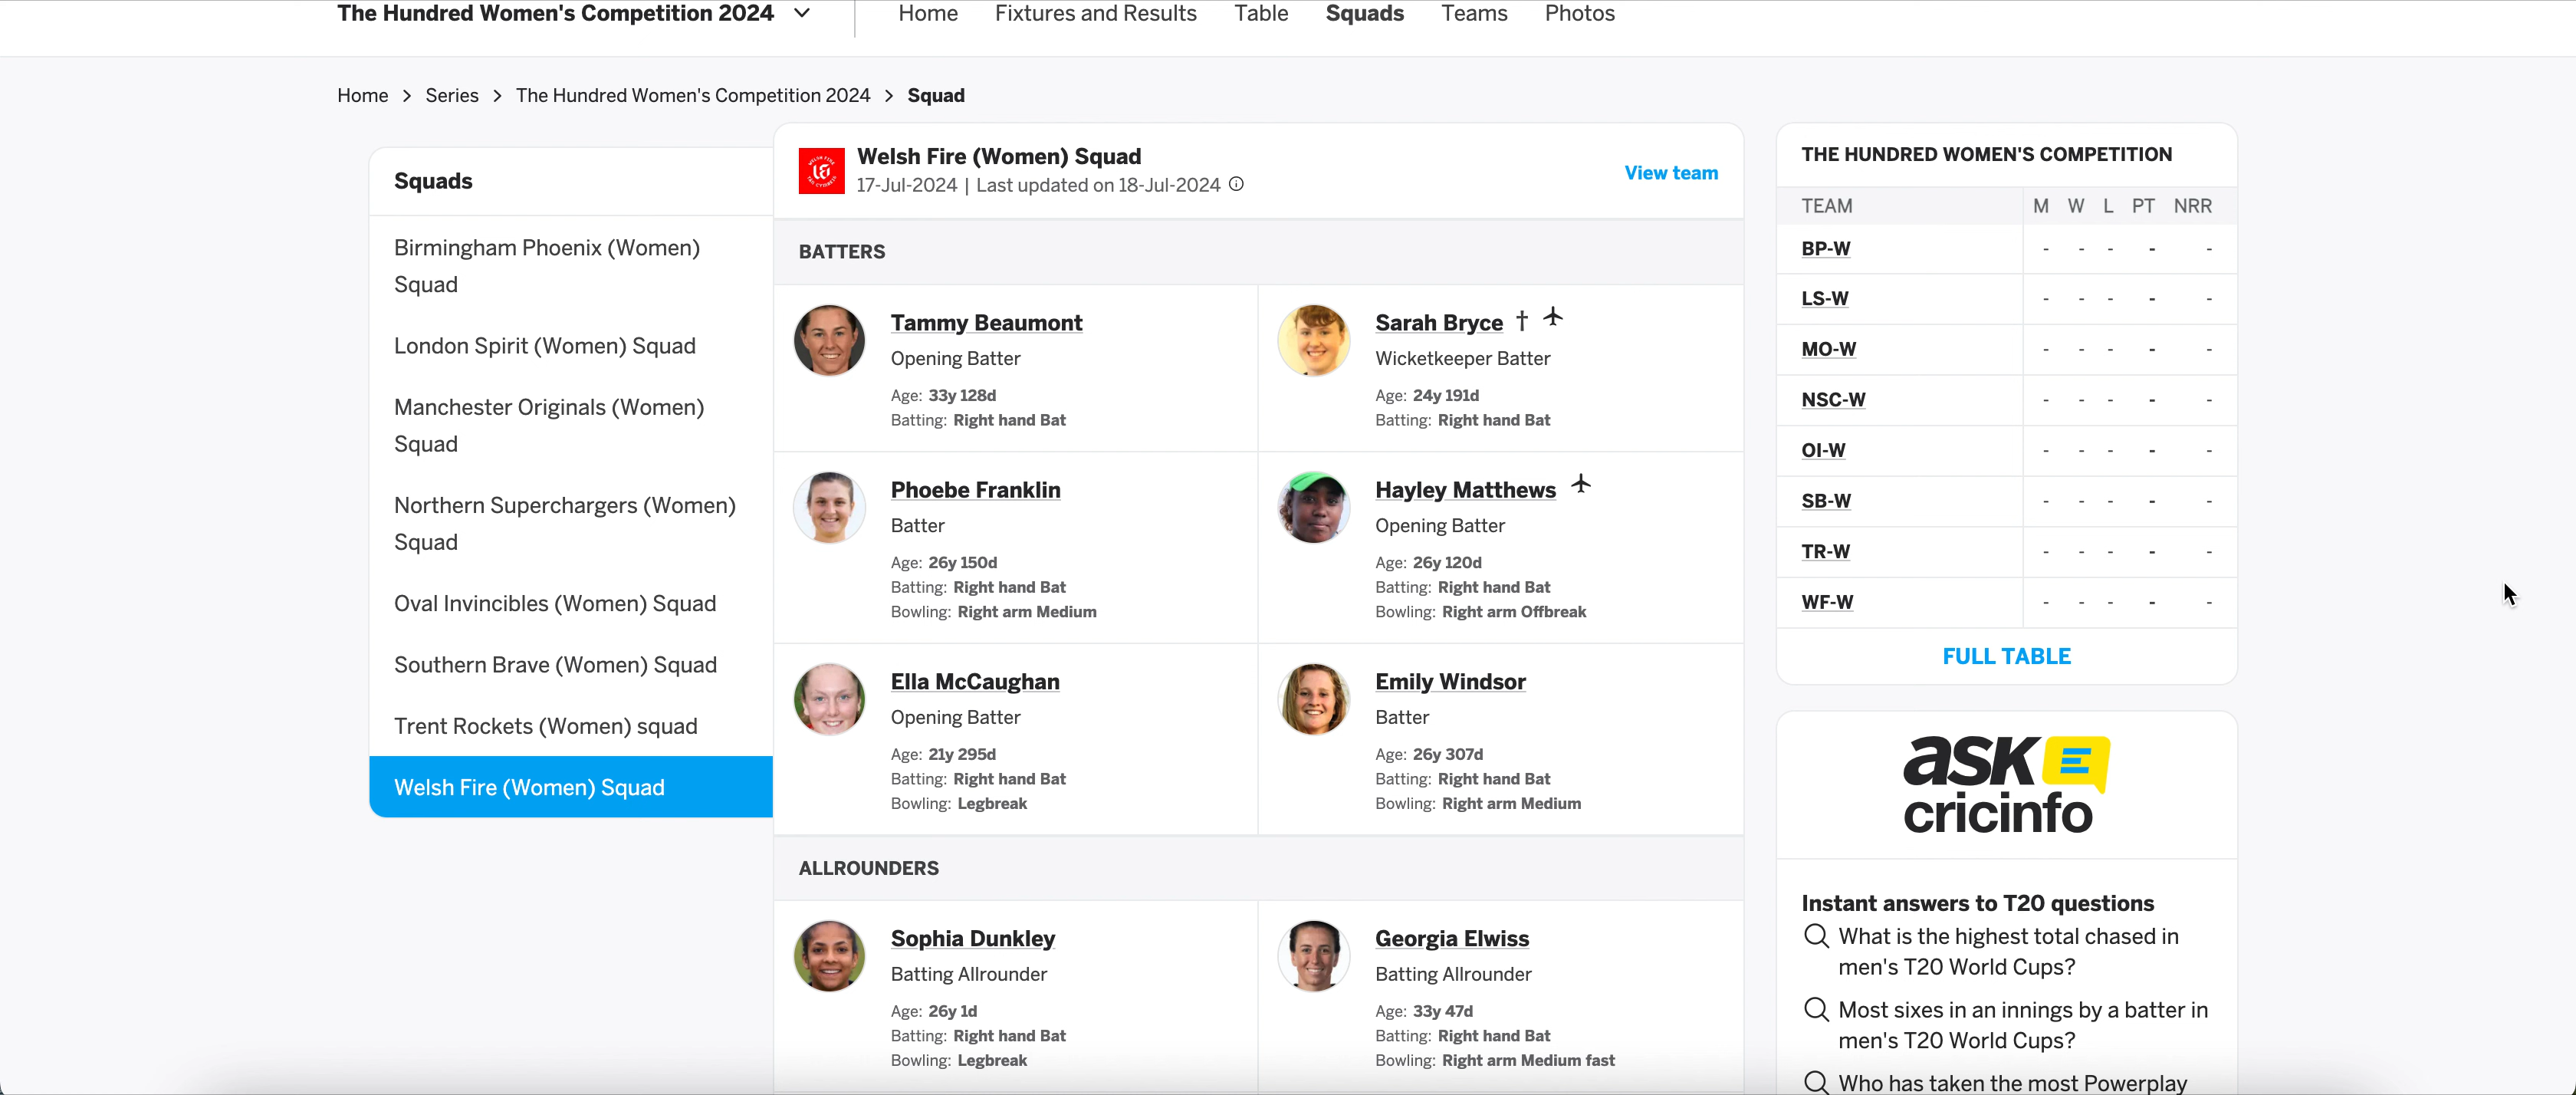 The Hundred Women's Competition 2024
Home Fixtures and Results Table Squads Teams Photos
Home > Series > The Hundred Women's Competition 2024 > Squad
Squads
Birmingham Phoenix (Women)
Squad
London Spirit (Women) Squad
Manchester Originals (Women)
Squad
Northern Superchargers (Women)
Squad
Oval Invincibles (Women) Squad
Southern Brave (Women) Squad
Trent Rockets (Women) squad
Welsh Fire (Women) Squad
Welsh Fire (Women) Squad
17-Jul-2024 | Last updated on 18-Jul-2024
View team
BATTERS
Tammy Beaumont
Opening Batter
Age: 33y 128d
Batting: Right hand Bat
Sarah Bryce †
Wicketkeeper Batter
Age: 24y 191d
Batting: Right hand Bat
Phoebe Franklin
Batter
Age: 26y 150d
Batting: Right hand Bat
Bowling: Right arm Medium
Hayley Matthews
Opening Batter
Age: 26y 120d
Batting: Right hand Bat
Bowling: Right arm Offbreak
Ella McCaughan
Opening Batter
Age: 21y 295d
Batting: Right hand Bat
Bowling: Legbreak
Emily Windsor
Batter
Age: 26y 307d
Batting: Right hand Bat
Bowling: Right arm Medium
ALLROUNDERS
Sophia Dunkley
Batting Allrounder
Age: 26y 1d
Batting: Right hand Bat
Bowling: Legbreak
Georgia Elwiss
Batting Allrounder
Age: 33y 47d
Batting: Right hand Bat
Bowling: Right arm Medium fast
THE HUNDRED WOMEN'S COMPETITION
TEAM M W L PT NRR
BP-W - - - - -
LS-W - - - - -
MO-W - - - - -
NSC-W - - - - -
OI-W - - - - -
SB-W - - - - -
TR-W - - - - -
WF-W - - - - -
FULL TABLE
ask E
cricinfo
Instant answers to T20 questions
What is the highest total chased in
men's T20 World Cups?
Most sixes in an innings by a batter in
men's T20 World Cups?
Who has taken the most Powerplay